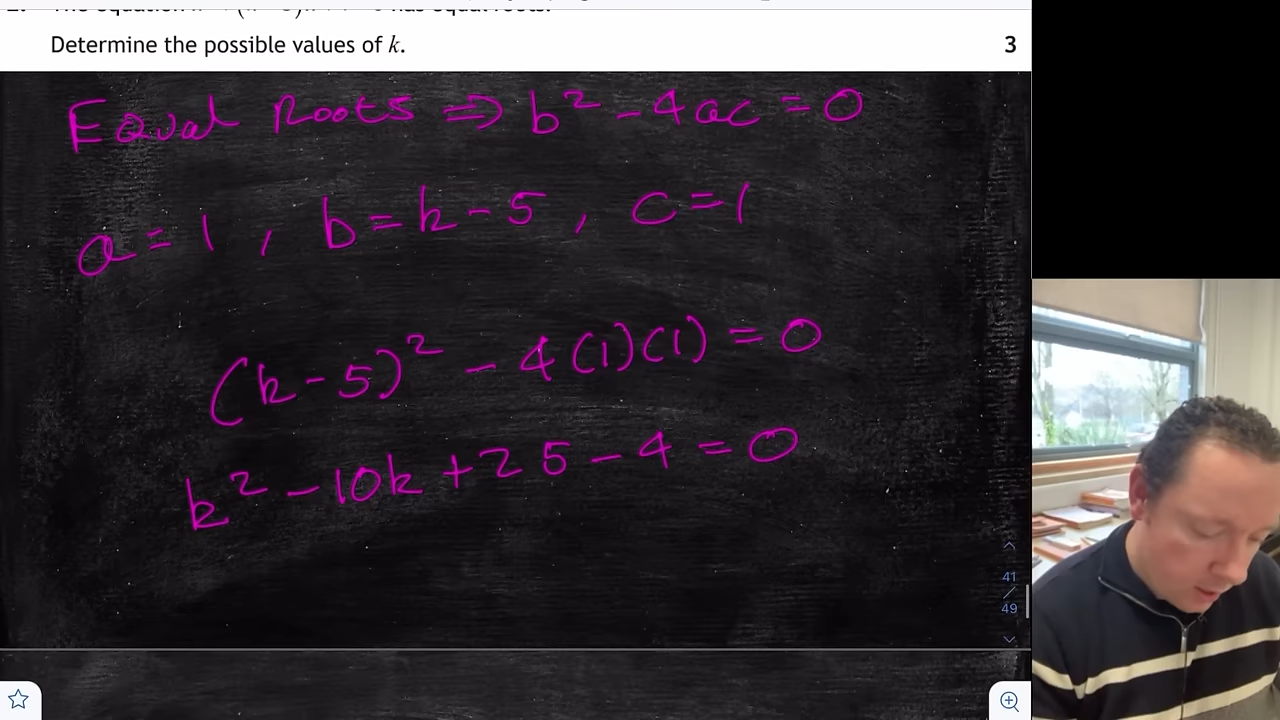 Determine the possible values of k. 3
Equal Roots ⇒ b² - 4ac = 0
a = 1 , b = k - 5 , c = 1
(k - 5)² - 4(1)(1) = 0
k² - 10k + 25 - 4 = 0
41
/
49